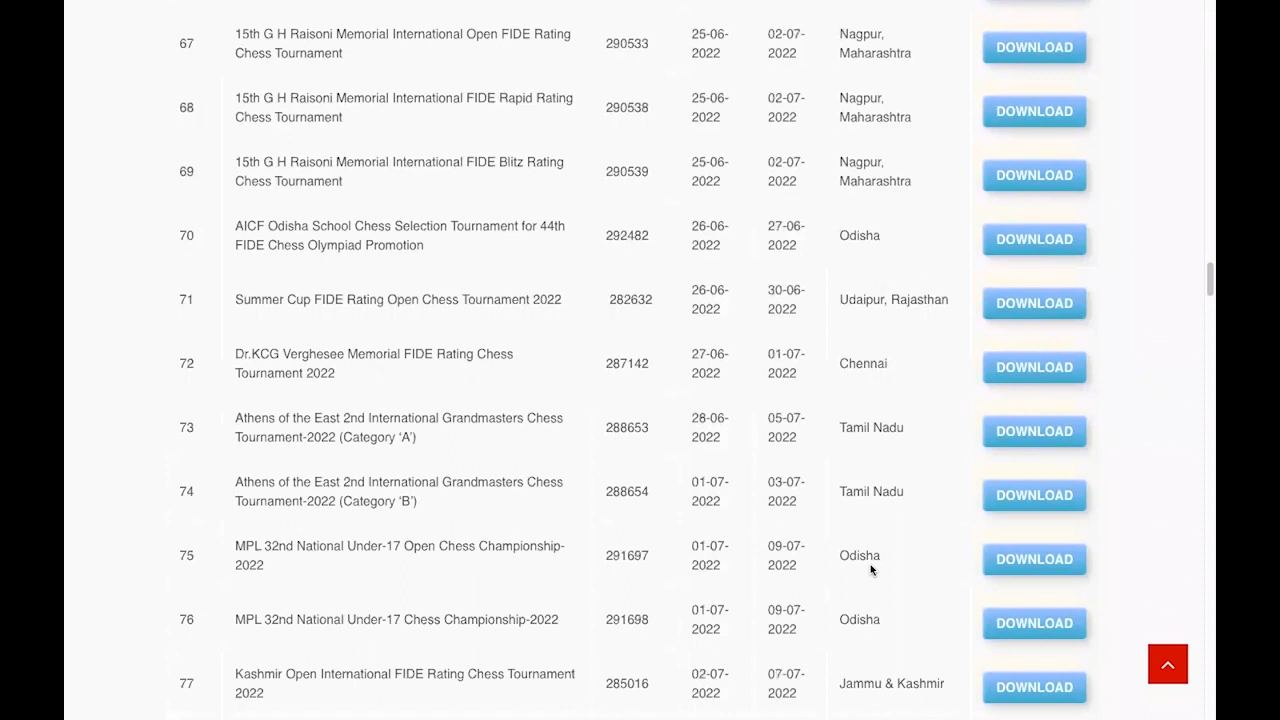 67 15th G H Raisoni Memorial International Open FIDE Rating 290533 25-06- 02-07- Nagpur, DOWNLOAD
Chess Tournament 2022 2022 Maharashtra
68 15th G H Raisoni Memorial International FIDE Rapid Rating 290538 25-06- 02-07- Nagpur, DOWNLOAD
Chess Tournament 2022 2022 Maharashtra
69 15th G H Raisoni Memorial International FIDE Blitz Rating 290539 25-06- 02-07- Nagpur, DOWNLOAD
Chess Tournament 2022 2022 Maharashtra
70 AICF Odisha School Chess Selection Tournament for 44th 292482 26-06- 27-06- Odisha DOWNLOAD
FIDE Chess Olympiad Promotion 2022 2022
71 Summer Cup FIDE Rating Open Chess Tournament 2022 282632 26-06- 30-06- Udaipur, Rajasthan DOWNLOAD
2022 2022
72 Dr.KCG Verghesee Memorial FIDE Rating Chess 287142 27-06- 01-07- Chennai DOWNLOAD
Tournament 2022 2022 2022
73 Athens of the East 2nd International Grandmasters Chess 288653 28-06- 05-07- Tamil Nadu DOWNLOAD
Tournament-2022 (Category ‘A’) 2022 2022
74 Athens of the East 2nd International Grandmasters Chess 288654 01-07- 03-07- Tamil Nadu DOWNLOAD
Tournament-2022 (Category ‘B’) 2022 2022
75 MPL 32nd National Under-17 Open Chess Championship- 291697 01-07- 09-07- Odisha DOWNLOAD
2022 2022 2022
76 MPL 32nd National Under-17 Chess Championship-2022 291698 01-07- 09-07- Odisha DOWNLOAD
2022 2022
77 Kashmir Open International FIDE Rating Chess Tournament 285016 02-07- 07-07- Jammu & Kashmir DOWNLOAD
2022 2022 2022